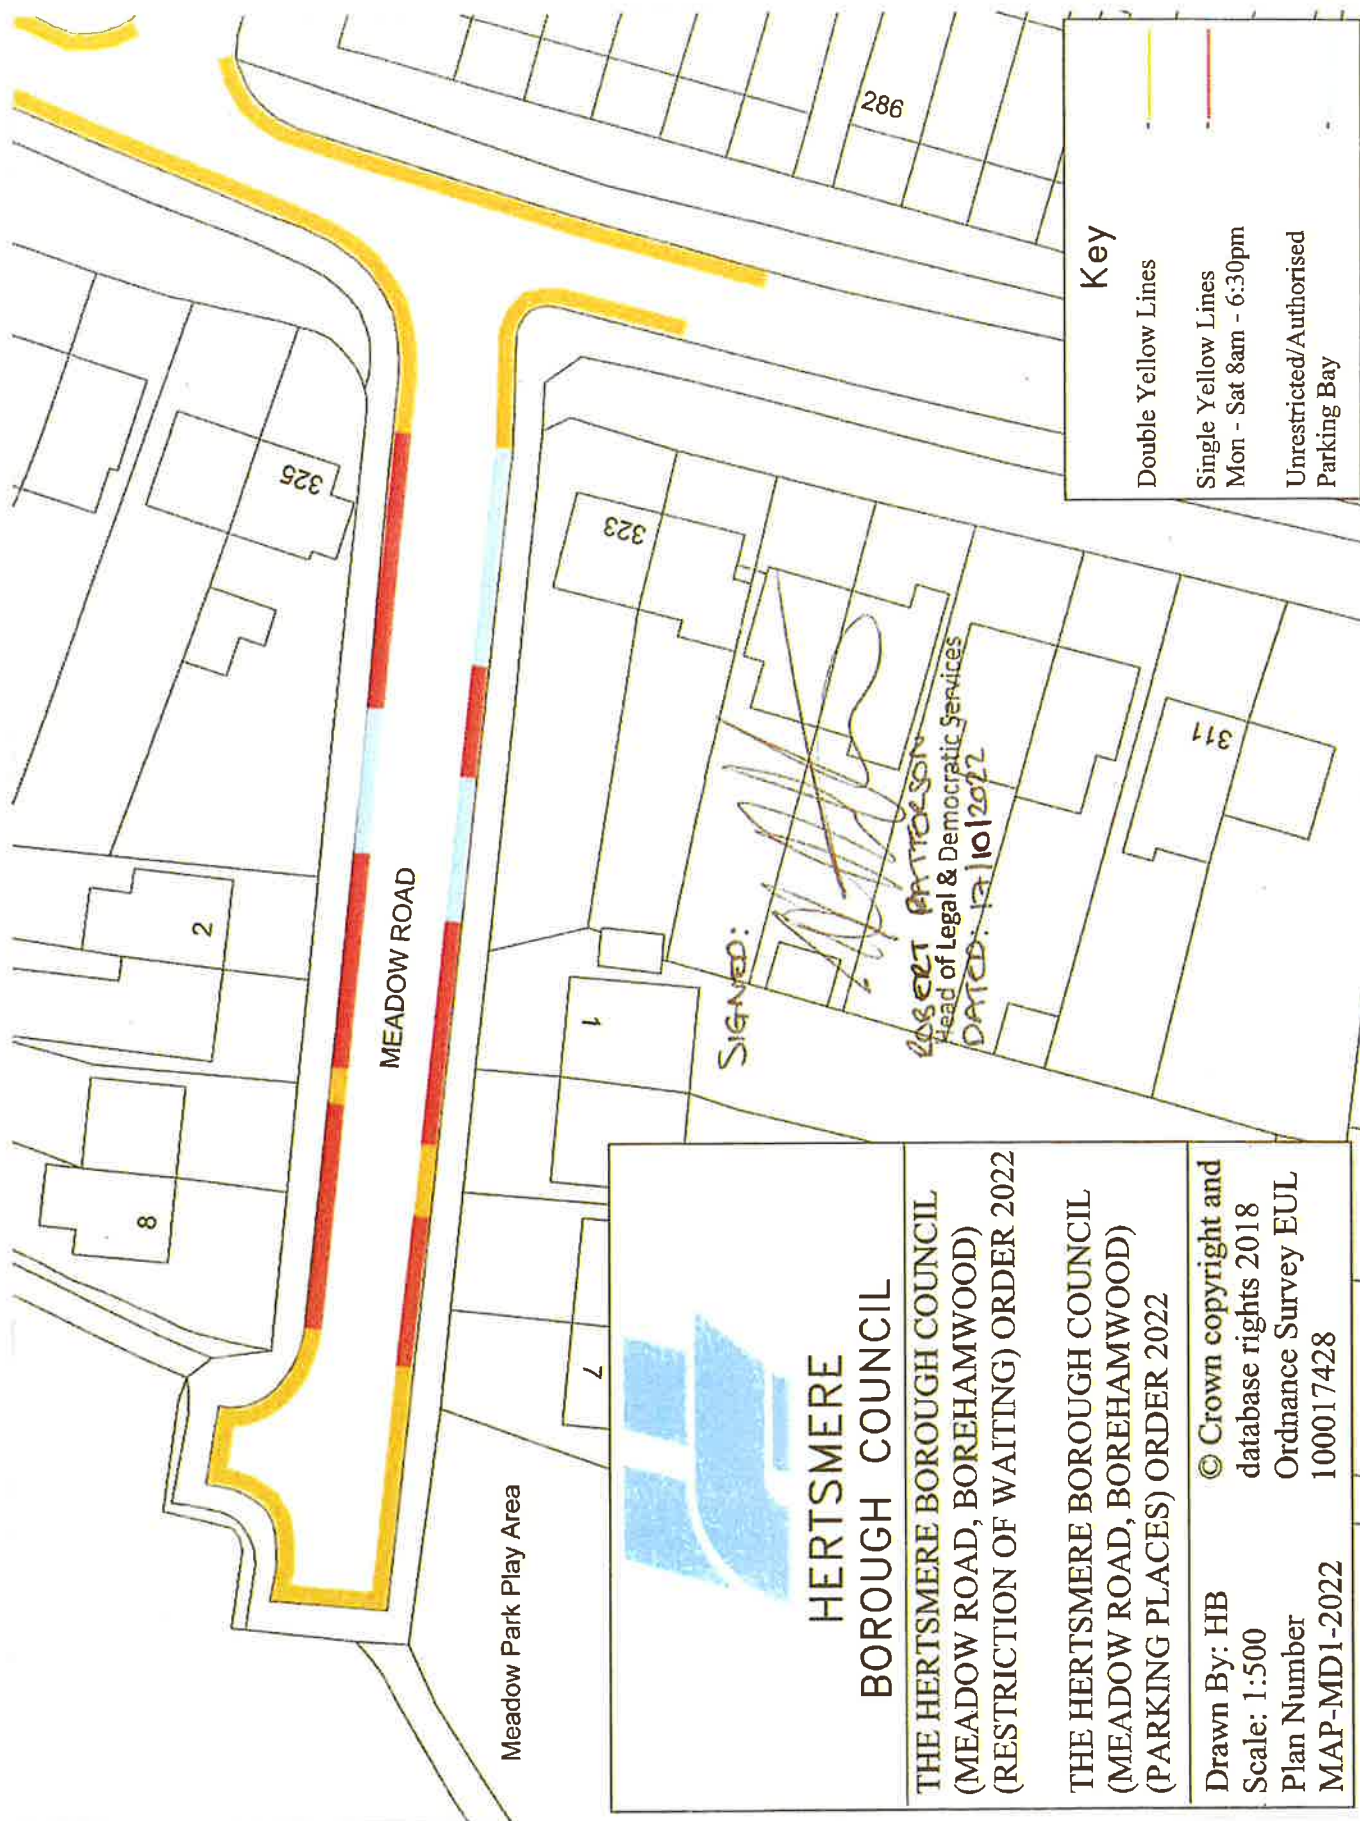 286
325
323
311
2
8
1
7
MEADOW ROAD
Meadow Park Play Area
Key
Double Yellow Lines
Single Yellow Lines
Mon - Sat 8am - 6:30pm
Unrestricted/Authorised
Parking Bay
SIGNED:
ROBERT PATTERSON
Head of Legal & Democratic Services
DATED: 17/10/2022
HERTSMERE
BOROUGH COUNCIL
THE HERTSMERE BOROUGH COUNCIL
(MEADOW ROAD, BOREHAMWOOD)
(RESTRICTION OF WAITING) ORDER 2022
THE HERTSMERE BOROUGH COUNCIL
(MEADOW ROAD, BOREHAMWOOD)
(PARKING PLACES) ORDER 2022
Drawn By: HB
Scale: 1:500
Plan Number
MAP-MD1-2022
© Crown copyright and
database rights 2018
Ordnance Survey EUL
100017428